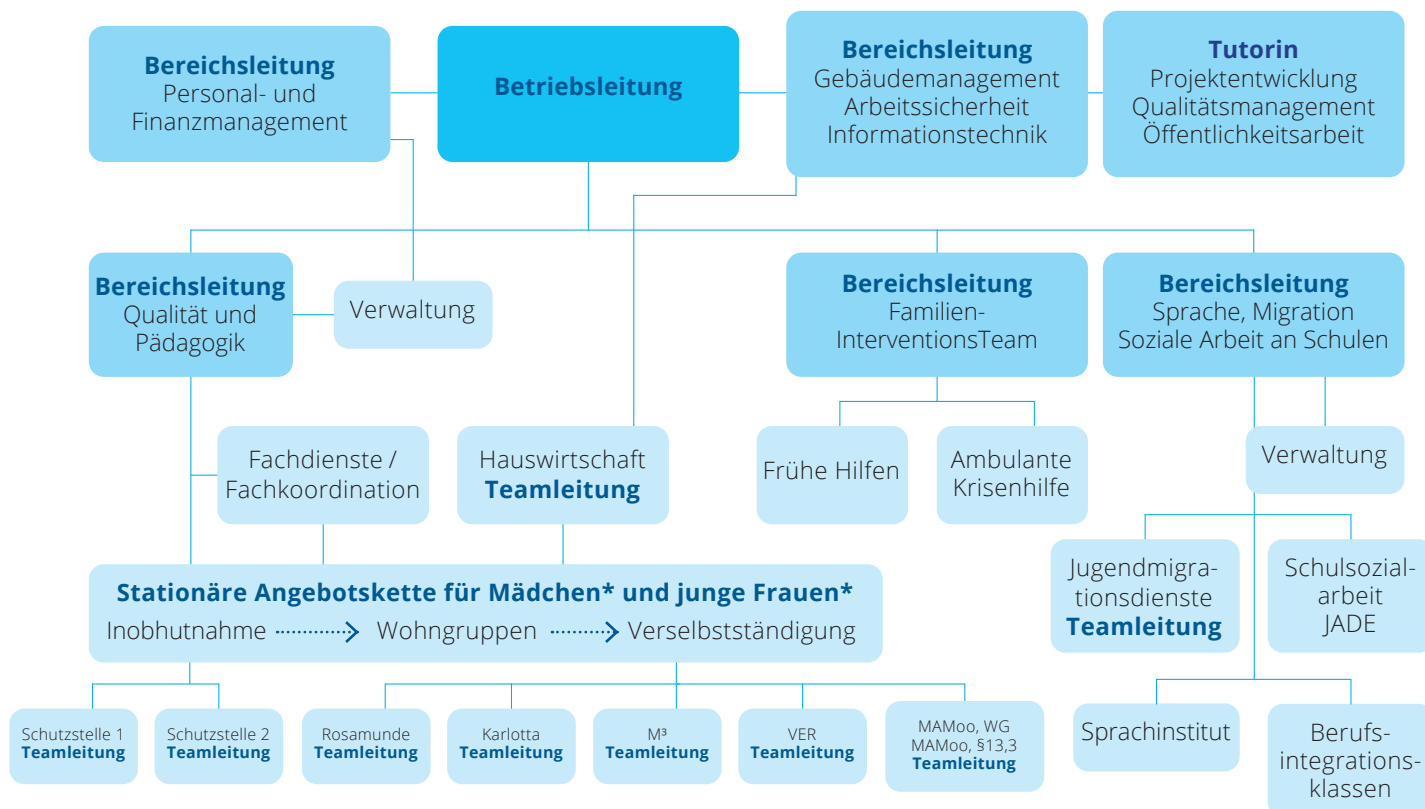 Bereichsleitung
Personal- und
Finanzmanagement
Betriebsleitung
Bereichsleitung
Gebäudemanagement
Arbeitssicherheit
Informationstechnik
Tutorin
Projektentwicklung
Qualitätsmanagement
Öffentlichkeitsarbeit
Bereichsleitung
Qualität und
Pädagogik
Verwaltung
Bereichsleitung
Familien-
InterventionsTeam
Bereichsleitung
Sprache, Migration
Soziale Arbeit an Schulen
Fachdienste /
Fachkoordination
Hauswirtschaft
Teamleitung
Frühe Hilfen
Ambulante
Krisenhilfe
Verwaltung
Stationäre Angebotskette für Mädchen* und junge Frauen*
Inobhutnahme Wohngruppen Verselbstständigung
Jugendmigra-
tionsdienste
Teamleitung
Schulsozial-
arbeit
JADE
Schutzstelle 1
Teamleitung
Schutzstelle 2
Teamleitung
Rosamunde
Teamleitung
Karlotta
Teamleitung
M³
Teamleitung
VER
Teamleitung
MAMoo, WG
MAMoo, §13,3
Teamleitung
Sprachinstitut
Berufs-
integrations-
klassen